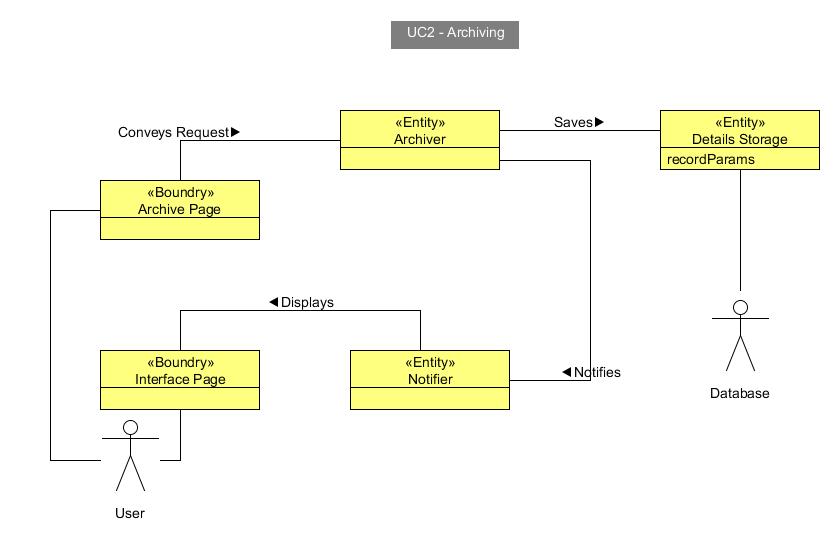 UC2 - Archiving
Conveys Request▶
«Entity»
Archiver
Saves▶
«Entity»
Details Storage
recordParams
«Boundry»
Archive Page
◀Displays
«Boundry»
Interface Page
«Entity»
Notifier
◀Notifies
Database
User